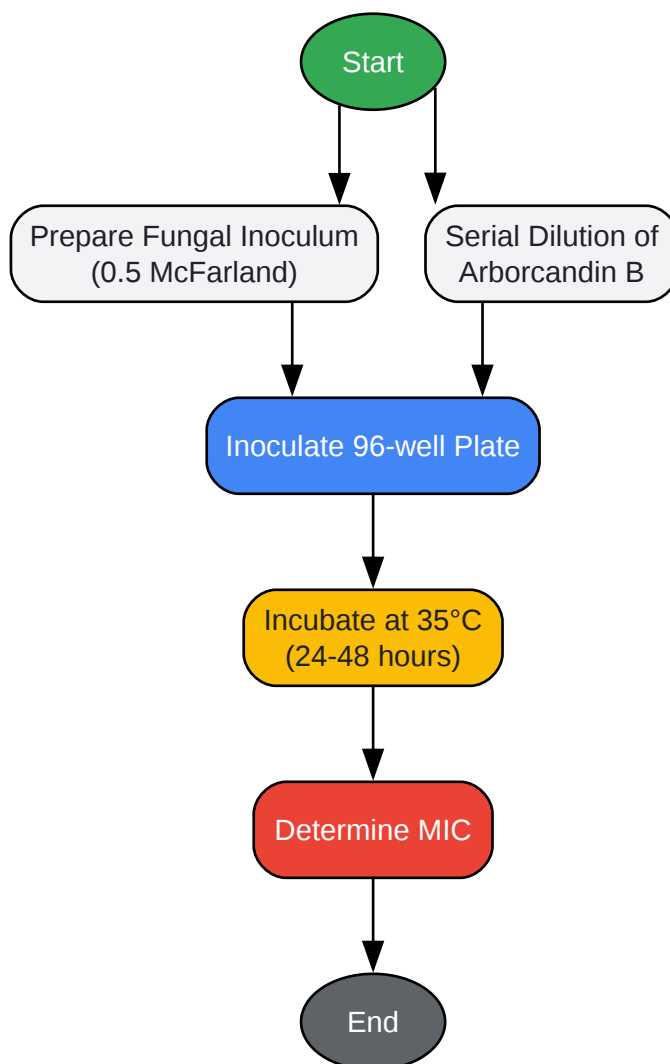 Start
Prepare Fungal Inoculum
(0.5 McFarland)
Serial Dilution of
Arborcandin B
Inoculate 96-well Plate
Incubate at 35°C
(24-48 hours)
Determine MIC
End